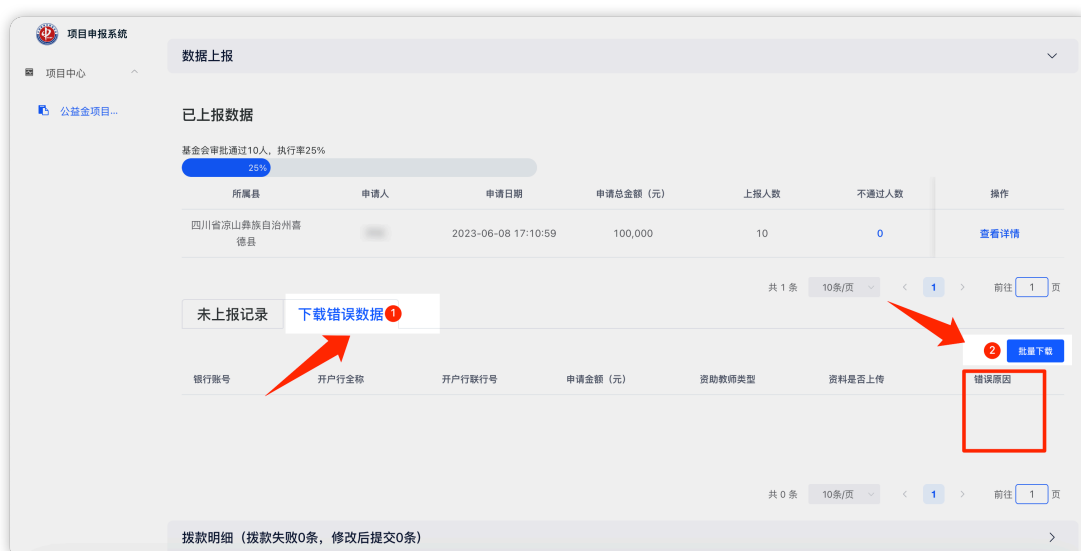 项目申报系统
项目中心
公益金项目...
数据上报
已上报数据
基金会审批通过10人，执行率25%
25%
所属县 申请人 申请日期 申请总金额（元） 上报人数 不通过人数 操作
四川省凉山彝族自治州喜
德县 2023-06-08 17:10:59 100,000 10 0 查看详情
共 1 条 10条/页 < 1 > 前往 1 页
未上报记录 下载错误数据 1
2 批量下载
银行账号 开户行全称 开户行联行号 申请金额（元） 资助教师类型 资料是否上传 错误原因
共 0 条 10条/页 < 1 > 前往 1 页
拨款明细（拨款失败0条，修改后提交0条）